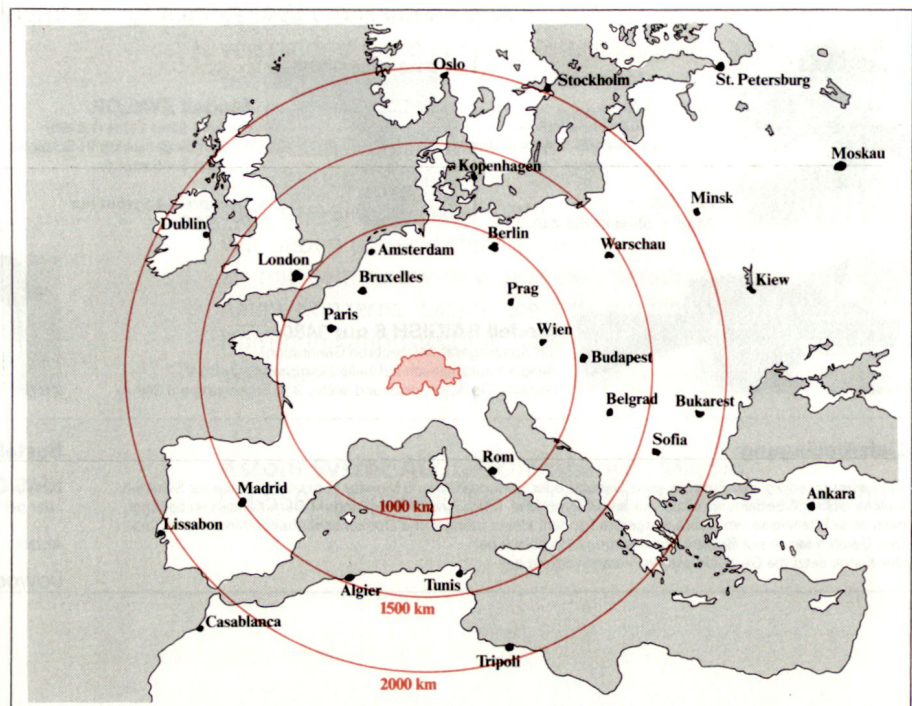 Oslo
Stockholm
St. Petersburg
Kopenhagen
Moskau
Minsk
Dublin
Berlin
Warschau
Amsterdam
London
Bruxelles
Kiew
Prag
Paris
Wien
Budapest
Belgrad
Bukarest
Sofia
Rom
Madrid
Ankara
1000 km
Lissabon
Algier
Tunis
1500 km
Casablanca
Tripoli
2000 km